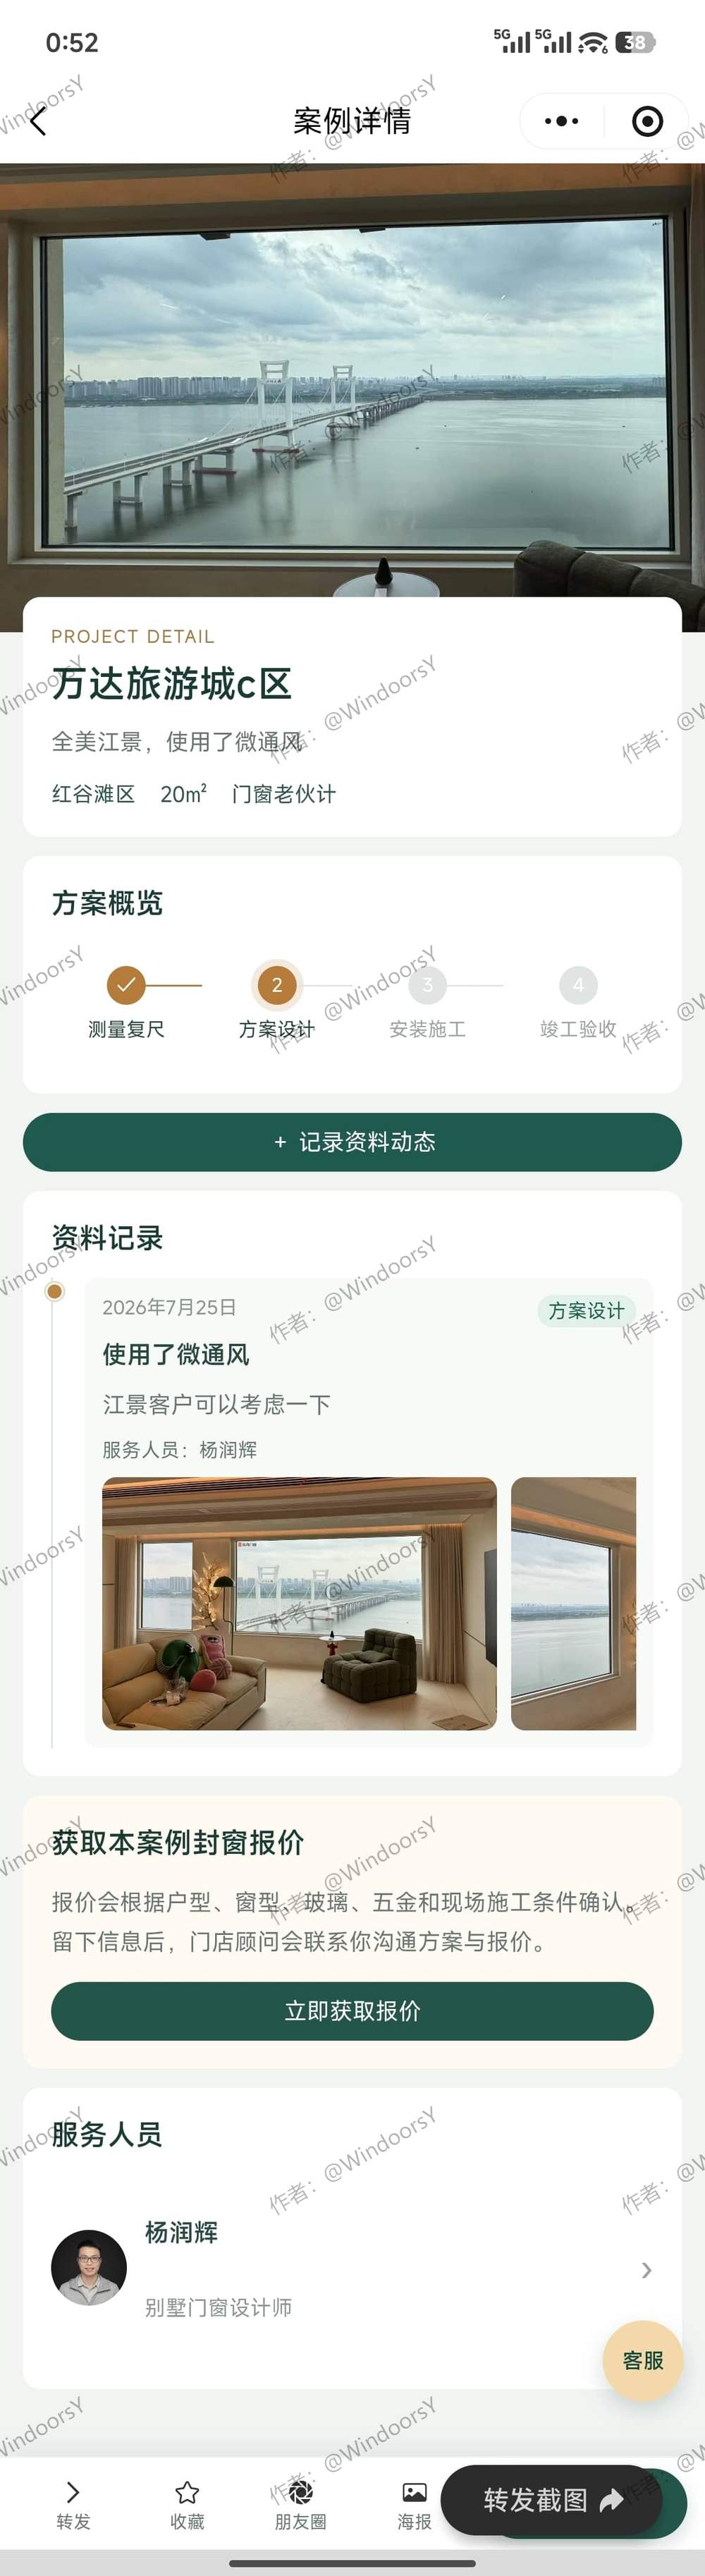 0:52
5G 5G 6 38
案例详情
PROJECT DETAIL
万达旅游城c区
全美江景，使用了微通风
红谷滩区 20㎡ 门窗老伙计
方案概览
2 3 4
测量复尺 方案设计 安装施工 竣工验收
+ 记录资料动态
资料记录
2026年7月25日 方案设计
使用了微通风
江景客户可以考虑一下
服务人员：杨润辉
获取本案例封窗报价
报价会根据户型、窗型、玻璃、五金和现场施工条件确认。
留下信息后，门店顾问会联系你沟通方案与报价。
立即获取报价
服务人员
杨润辉
别墅门窗设计师
客服
转发 收藏 朋友圈 海报 转发截图
作者：@WindoorsY